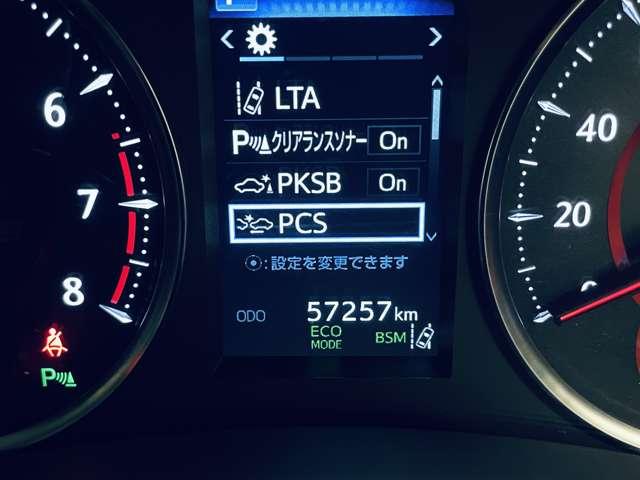 LTA
P クリアランスソナー On
PKSB On
PCS
:設定を変更できます
ODO 57257km
ECO
MODE
BSM
6
7
8
P
40
20
0